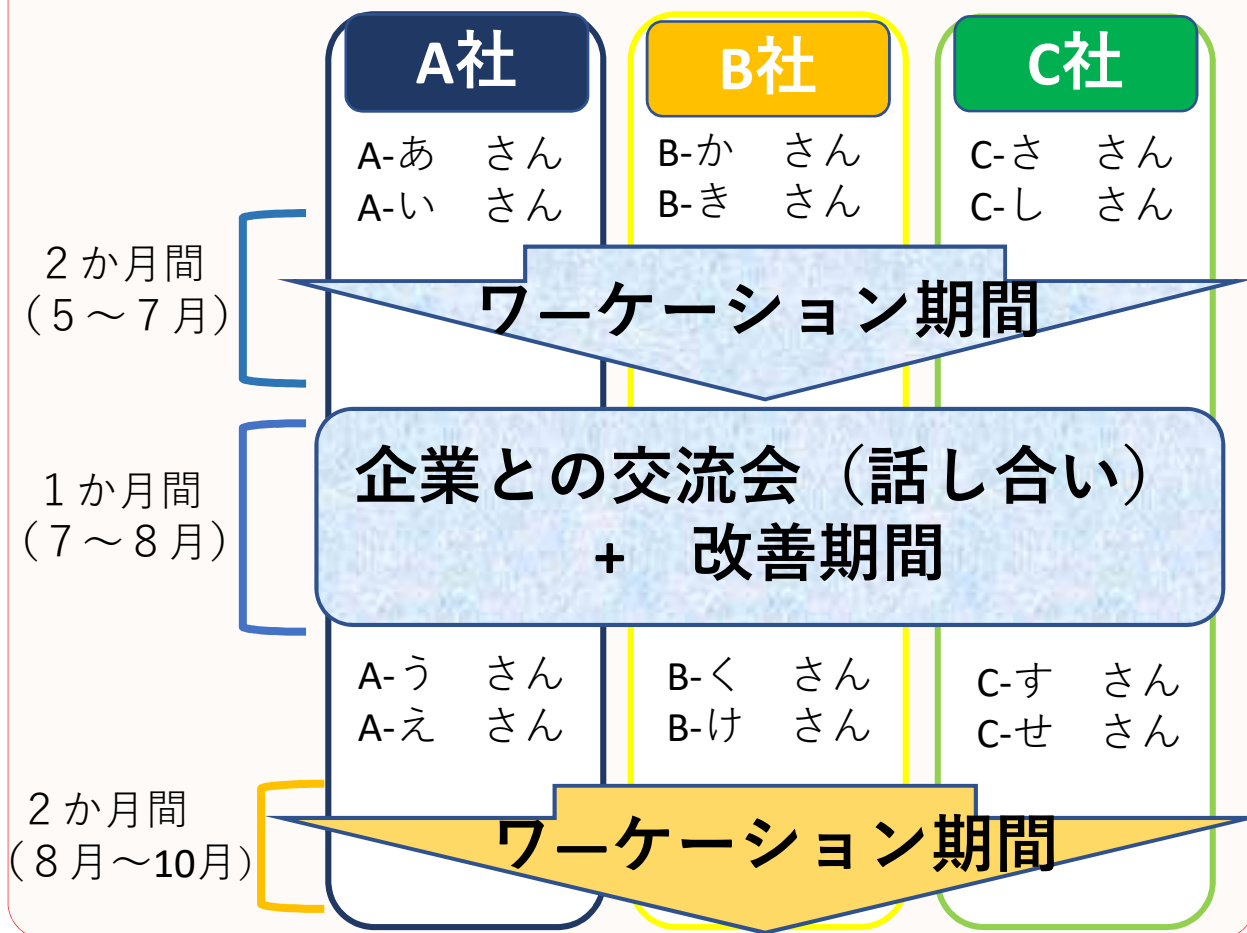 A社
B社
C社
A-あ　さん
A-い　さん
B-か　さん
B-き　さん
C-さ　さん
C-し　さん
２か月間
（５～７月）
ワーケーション期間
１か月間
（７～８月）
企業との交流会（話し合い）
+　改善期間
A-う　さん
A-え　さん
B-く　さん
B-け　さん
C-す　さん
C-せ　さん
２か月間
（８月～10月）
ワーケーション期間